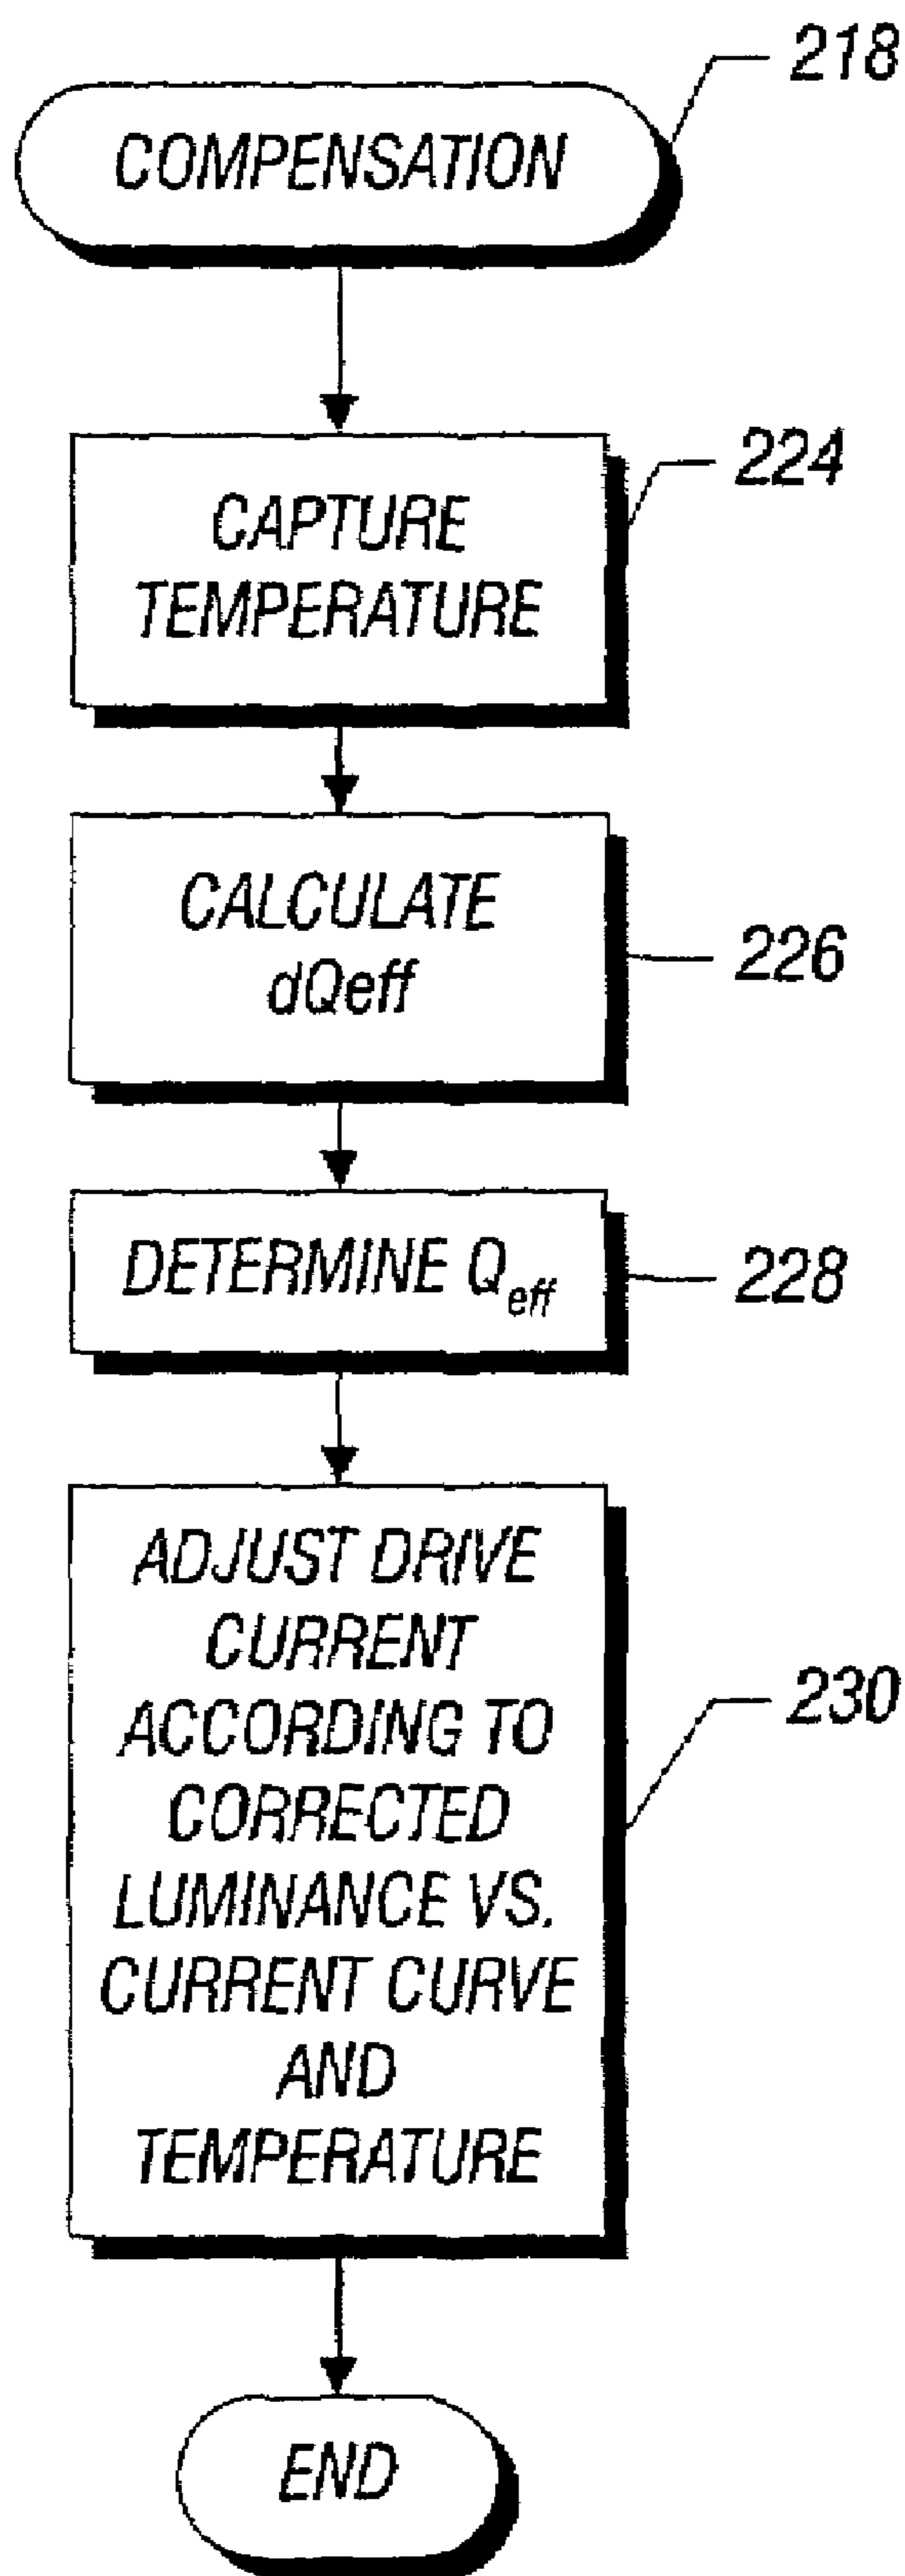 218
COMPENSATION
224
CAPTURE
TEMPERATURE
CALCULATE
dQeff
226
DETERMINE Qeff
228
ADJUST DRIVE
CURRENT
ACCORDING TO
CORRECTED
LUMINANCE VS.
CURRENT CURVE
AND
TEMPERATURE
230
END